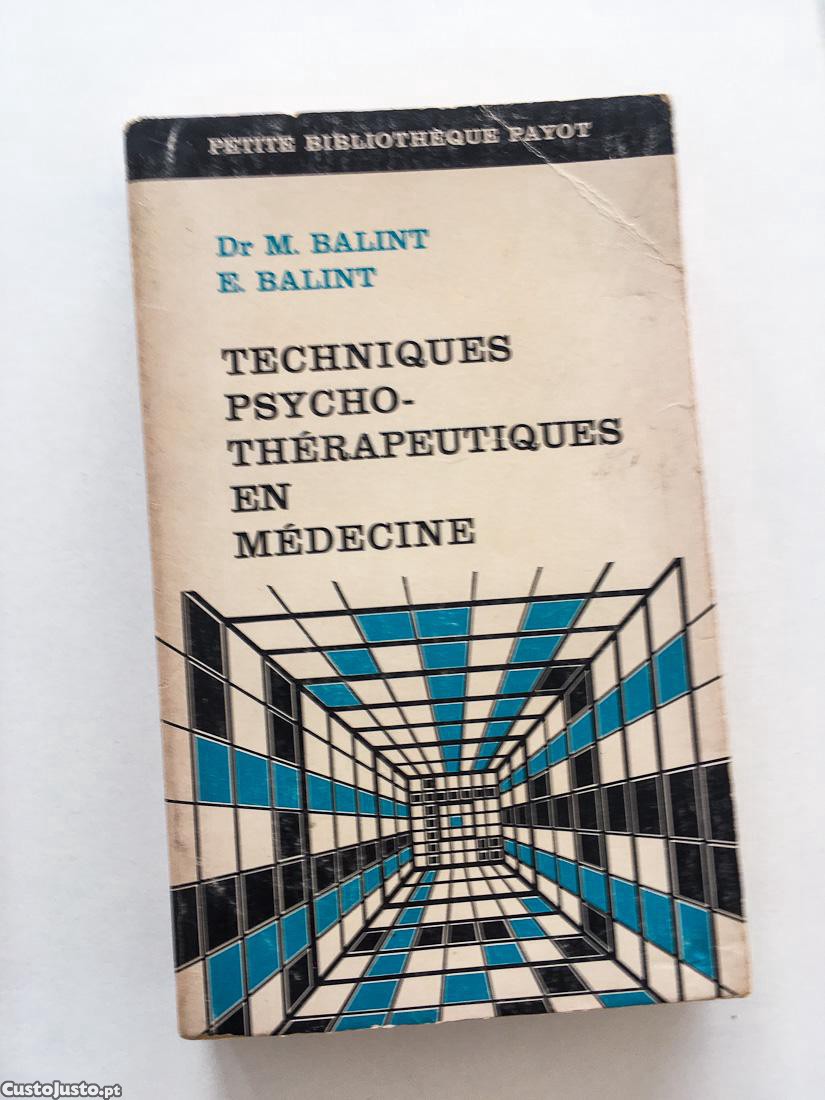 PETITE BIBLIOTHÈQUE PAYOT
Dr M. BALINT
E. BALINT
TECHNIQUES
PSYCHO-
THÉRAPEUTIQUES
EN
MÉDECINE
CustoJusto.pt